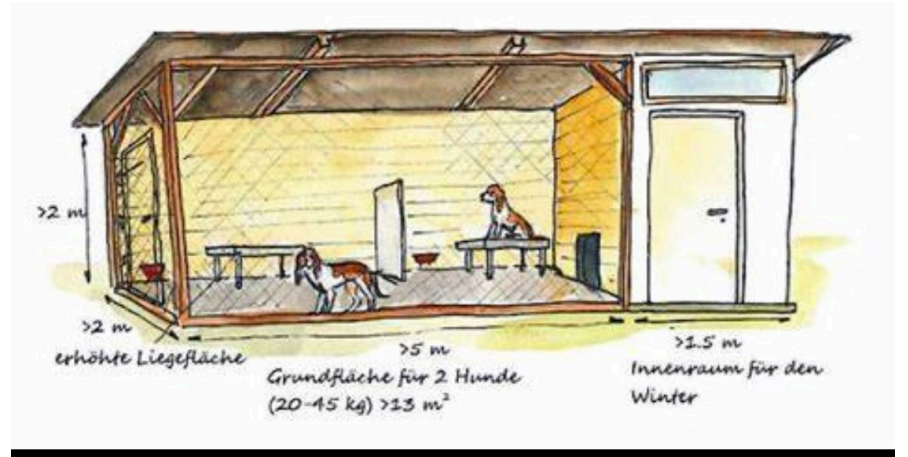 >2 m
>2 m
erhöhte Liegefläche
>5 m
Grundfläche für 2 Hunde
(20-45 kg) >13 m²
>1.5 m
Innenraum für den
Winter